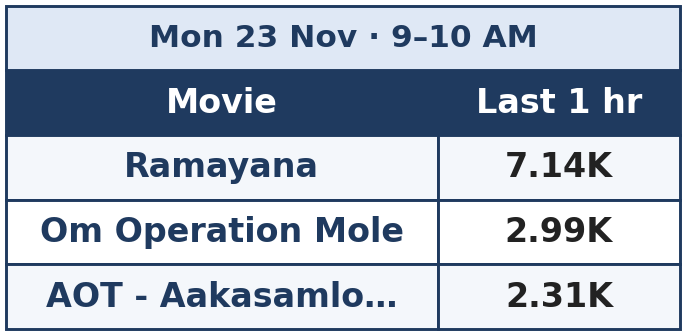 Mon 23 Nov · 9–10 AM
Movie Last 1 hr
Ramayana 7.14K
Om Operation Mole 2.99K
AOT - Aakasamlo... 2.31K